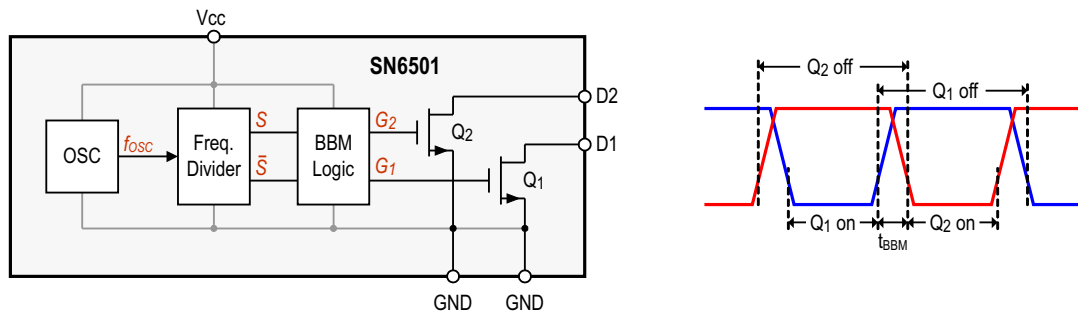 Vcc
SN6501
D2
D1
OSC
fOSC
Freq.
Divider
S
S̄
BBM
Logic
G2
G1
Q2
Q1
GND
GND
Q2 off
Q1 off
Q1 on
tBBM
Q2 on